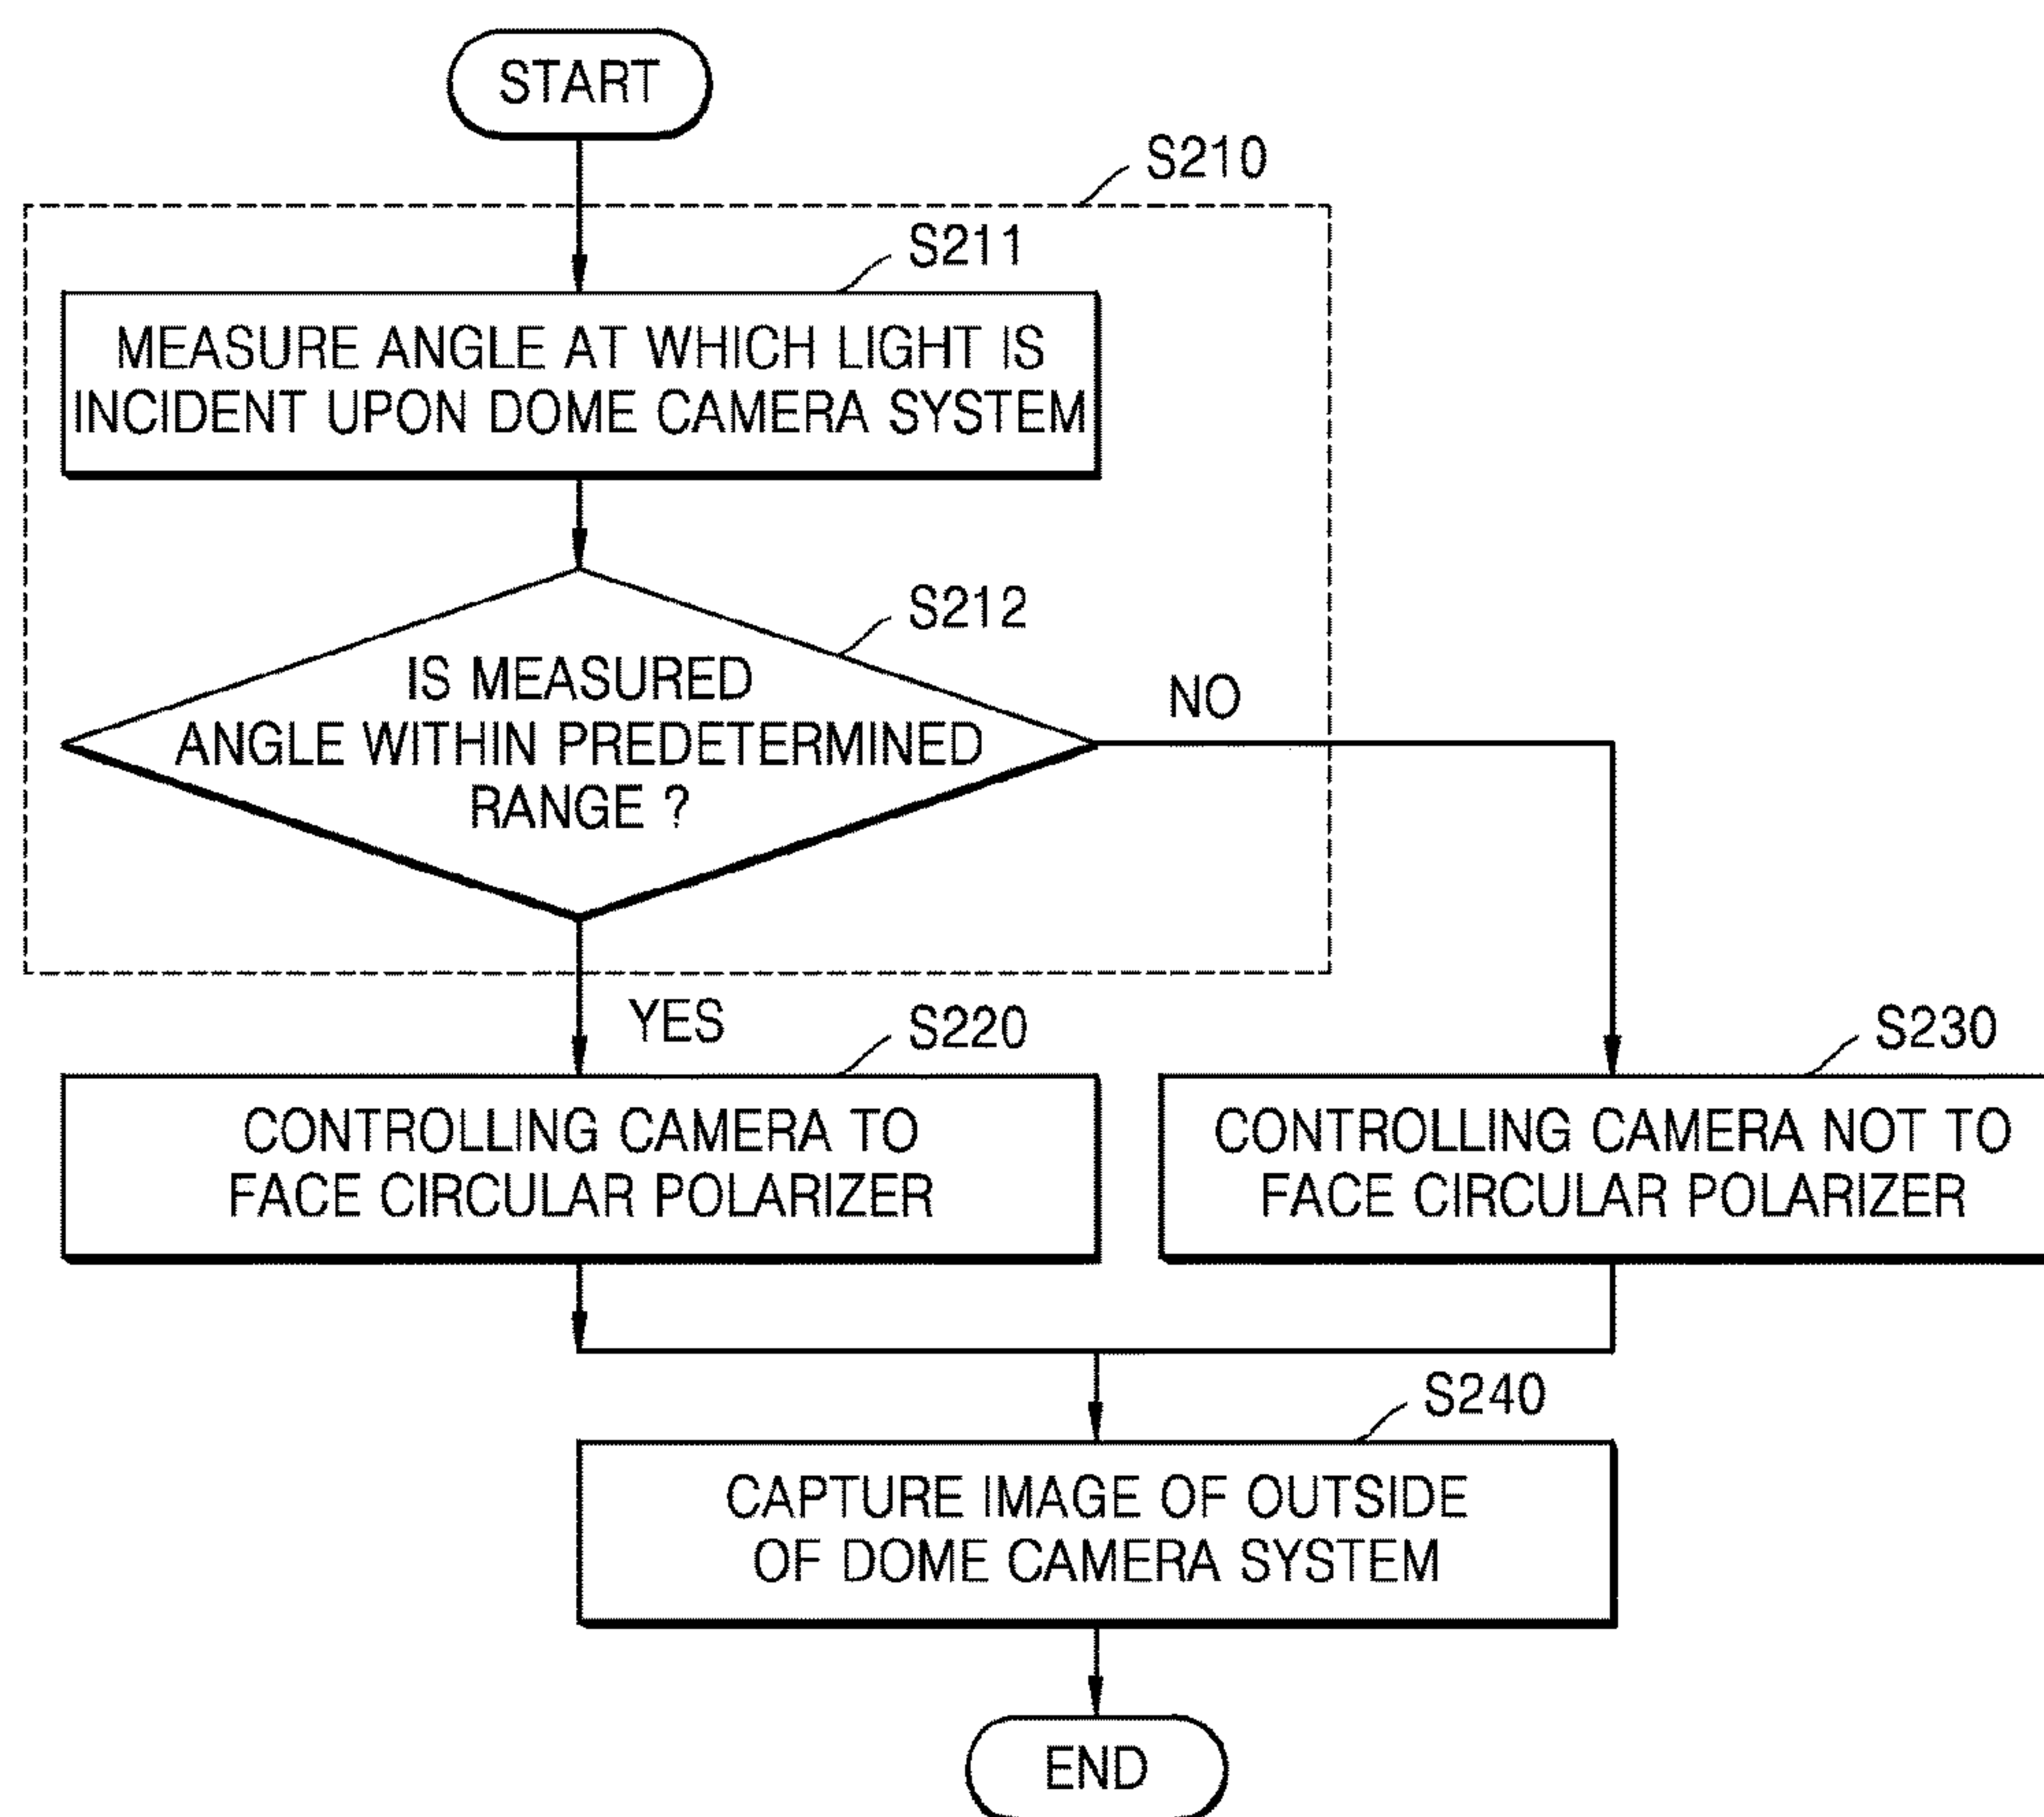 START
S210
S211
MEASURE ANGLE AT WHICH LIGHT IS
INCIDENT UPON DOME CAMERA SYSTEM
S212
IS MEASURED
ANGLE WITHIN PREDETERMINED
RANGE ?
NO
YES
S220
CONTROLLING CAMERA TO
FACE CIRCULAR POLARIZER
S230
CONTROLLING CAMERA NOT TO
FACE CIRCULAR POLARIZER
S240
CAPTURE IMAGE OF OUTSIDE
OF DOME CAMERA SYSTEM
END